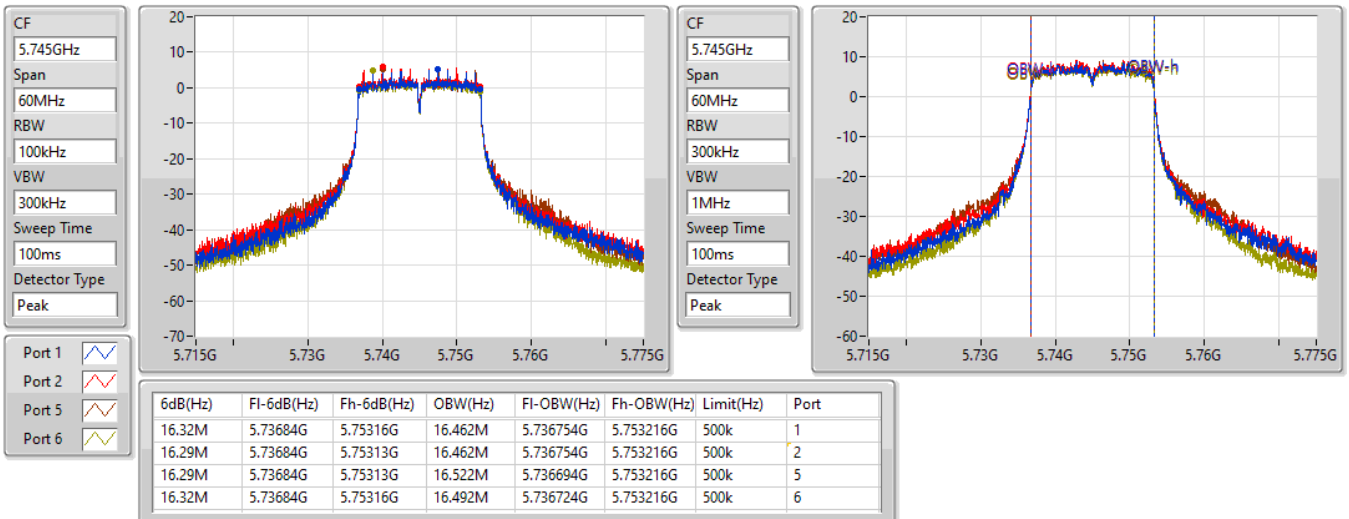 CF
5.745GHz
Span
60MHz
RBW
100kHz
VBW
300kHz
Sweep Time
100ms
Detector Type
Peak
20
10
0
-10
-20
-30
-40
-50
-60
-70
5.715G 5.73G 5.74G 5.75G 5.76G 5.775G
CF
5.745GHz
Span
60MHz
RBW
300kHz
VBW
1MHz
Sweep Time
100ms
Detector Type
Peak
20
10
0
-10
-20
-30
-40
-50
-60
OBW OBW-h
5.715G 5.73G 5.74G 5.75G 5.76G 5.775G
Port 1
Port 2
Port 5
Port 6
6dB(Hz) Fl-6dB(Hz) Fh-6dB(Hz) OBW(Hz) Fl-OBW(Hz) Fh-OBW(Hz) Limit(Hz) Port
16.32M 5.73684G 5.75316G 16.462M 5.736754G 5.753216G 500k 1
16.29M 5.73684G 5.75313G 16.462M 5.736754G 5.753216G 500k 2
16.29M 5.73684G 5.75313G 16.522M 5.736694G 5.753216G 500k 5
16.32M 5.73684G 5.75316G 16.492M 5.736724G 5.753216G 500k 6